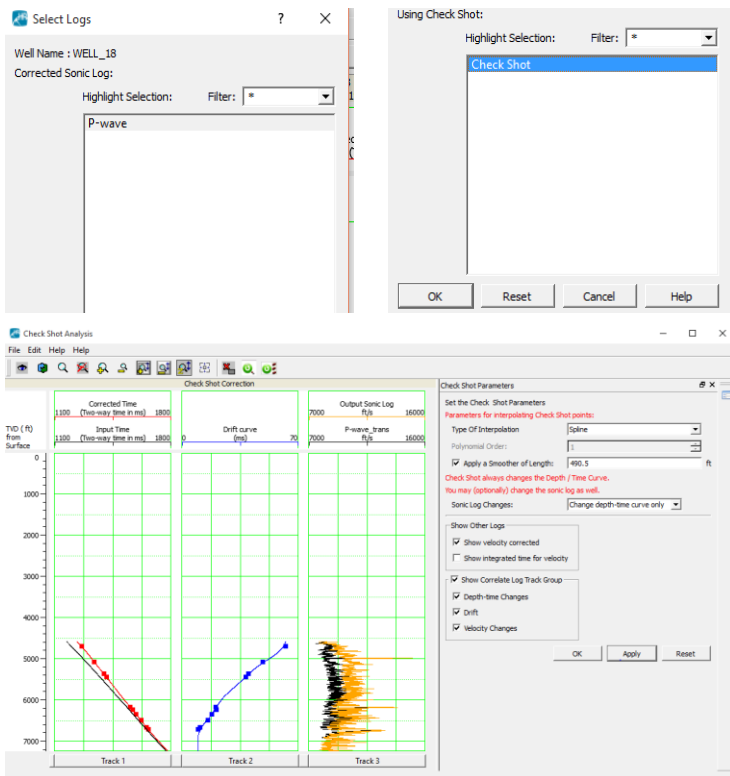 Select Logs
?
Well Name : WELL_18
Corrected Sonic Log:
Highlight Selection: Filter: *
P-wave
Using Check Shot:
Highlight Selection: Filter: *
Check Shot
OK Reset Cancel Help
Check Shot Analysis
File Edit Help Help
Check Shot Correction
Corrected Time
1100 (Two-way time in ms) 1800
Input Time
1100 (Two-way time in ms) 1800
Drift curve
0 (ms) 70
Output Sonic Log
7000 ft/s 16000
P-wave_trans
7000 ft/s 16000
TVD ( ft)
from
Surface
0
1000
2000
3000
4000
5000
6000
7000
Track 1 Track 2 Track 3
Check Shot Parameters
Set the Check Shot Parameters
Parameters for interpolating Check Shot points:
Type Of Interpolation Spline
Polynomial Order: 1
Apply a Smoother of Length: 490.5 ft
Check Shot always changes the Depth / Time Curve.
You may (optionally) change the sonic log as well.
Sonic Log Changes: Change depth-time curve only
Show Other Logs
Show velocity corrected
Show integrated time for velocity
Show Correlate Log Track Group
Depth-time Changes
Drift
Velocity Changes
OK Apply Reset